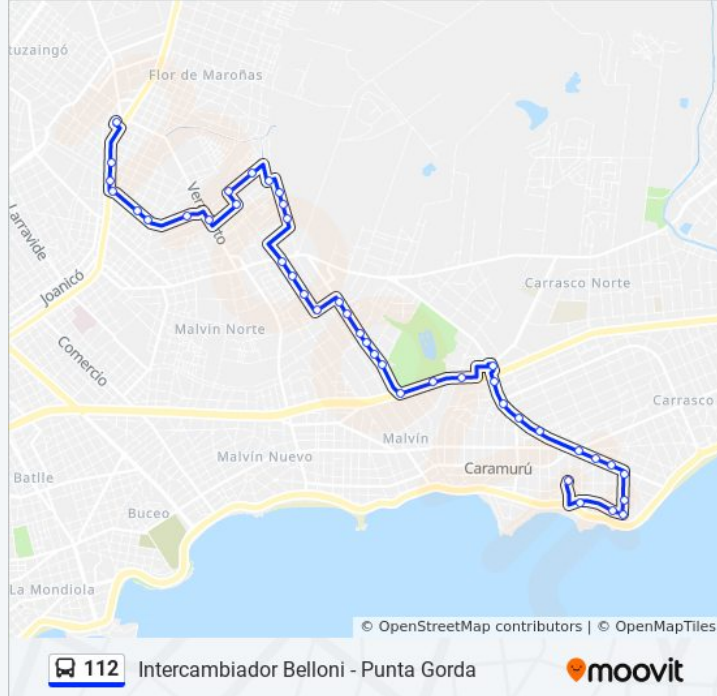 tuzaingó
Flor de Maroñas
Larravide
Joanicó
Comercio
Malvín Norte
Carrasco Norte
Carrasco
Malvín
Malvín Nuevo
Caramurú
Batlle
Buceo
La Mondiola
© OpenStreetMap contributors | © OpenMapTiles
112 Intercambiador Belloni - Punta Gorda
moovit